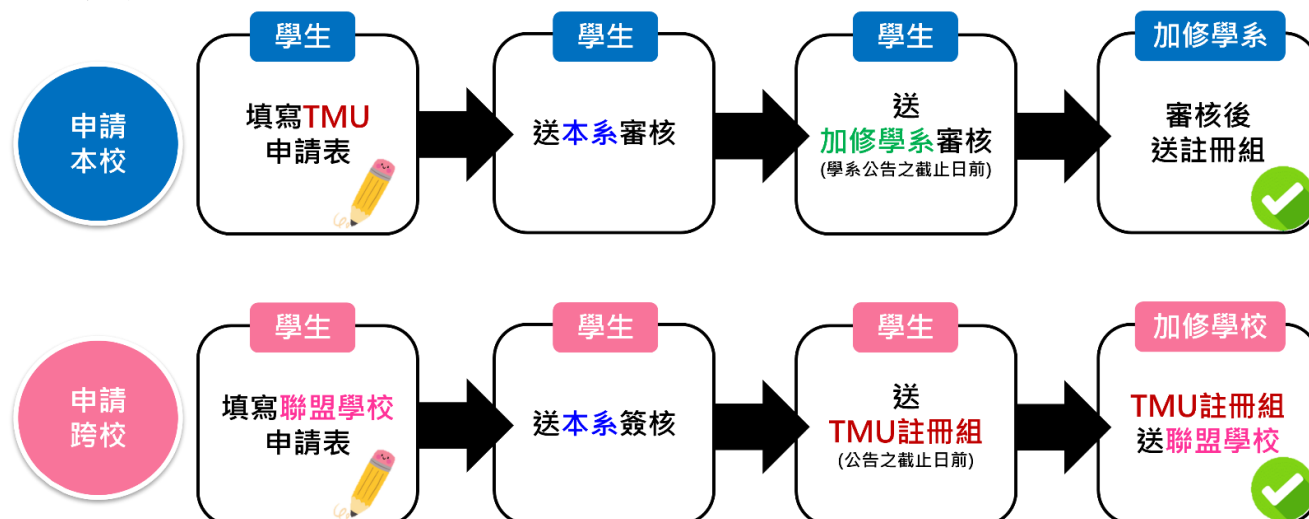 申請
本校
學生
填寫TMU
申請表
學生
送本系審核
學生
送
加修學系審核
(學系公告之截止日前)
加修學系
審核後
送註冊組
申請
跨校
學生
填寫聯盟學校
申請表
學生
送本系簽核
學生
送
TMU註冊組
(公告之截止日前)
加修學校
TMU註冊組
送聯盟學校